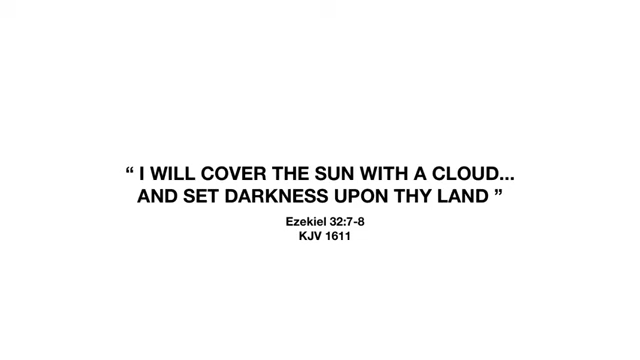 “ I WILL COVER THE SUN WITH A CLOUD...
AND SET DARKNESS UPON THY LAND ”
Ezekiel 32:7-8
KJV 1611